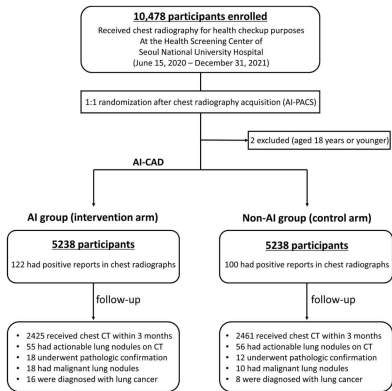 10,478 participants enrolled
Received chest radiography for health checkup purposes
At the Health Screening Center of
Seoul National University Hospital
(June 15, 2020 – December 31, 2021)
1:1 randomization after chest radiography acquisition (AI-PACS)
2 excluded (aged 18 years or younger)
AI-CAD
AI group (intervention arm)
5238 participants
122 had positive reports in chest radiographs
follow-up
• 2425 received chest CT within 3 months
• 55 had actionable lung nodules on CT
• 18 underwent pathologic confirmation
• 18 had malignant lung nodules
• 16 were diagnosed with lung cancer
Non-AI group (control arm)
5238 participants
100 had positive reports in chest radiographs
follow-up
• 2461 received chest CT within 3 months
• 56 had actionable lung nodules on CT
• 12 underwent pathologic confirmation
• 10 had malignant lung nodules
• 8 were diagnosed with lung cancer